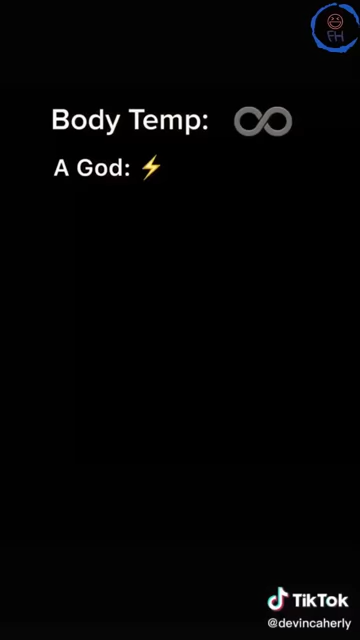 FH
Body Temp: ♾
A God: ⚡
TikTok
@devincaherly